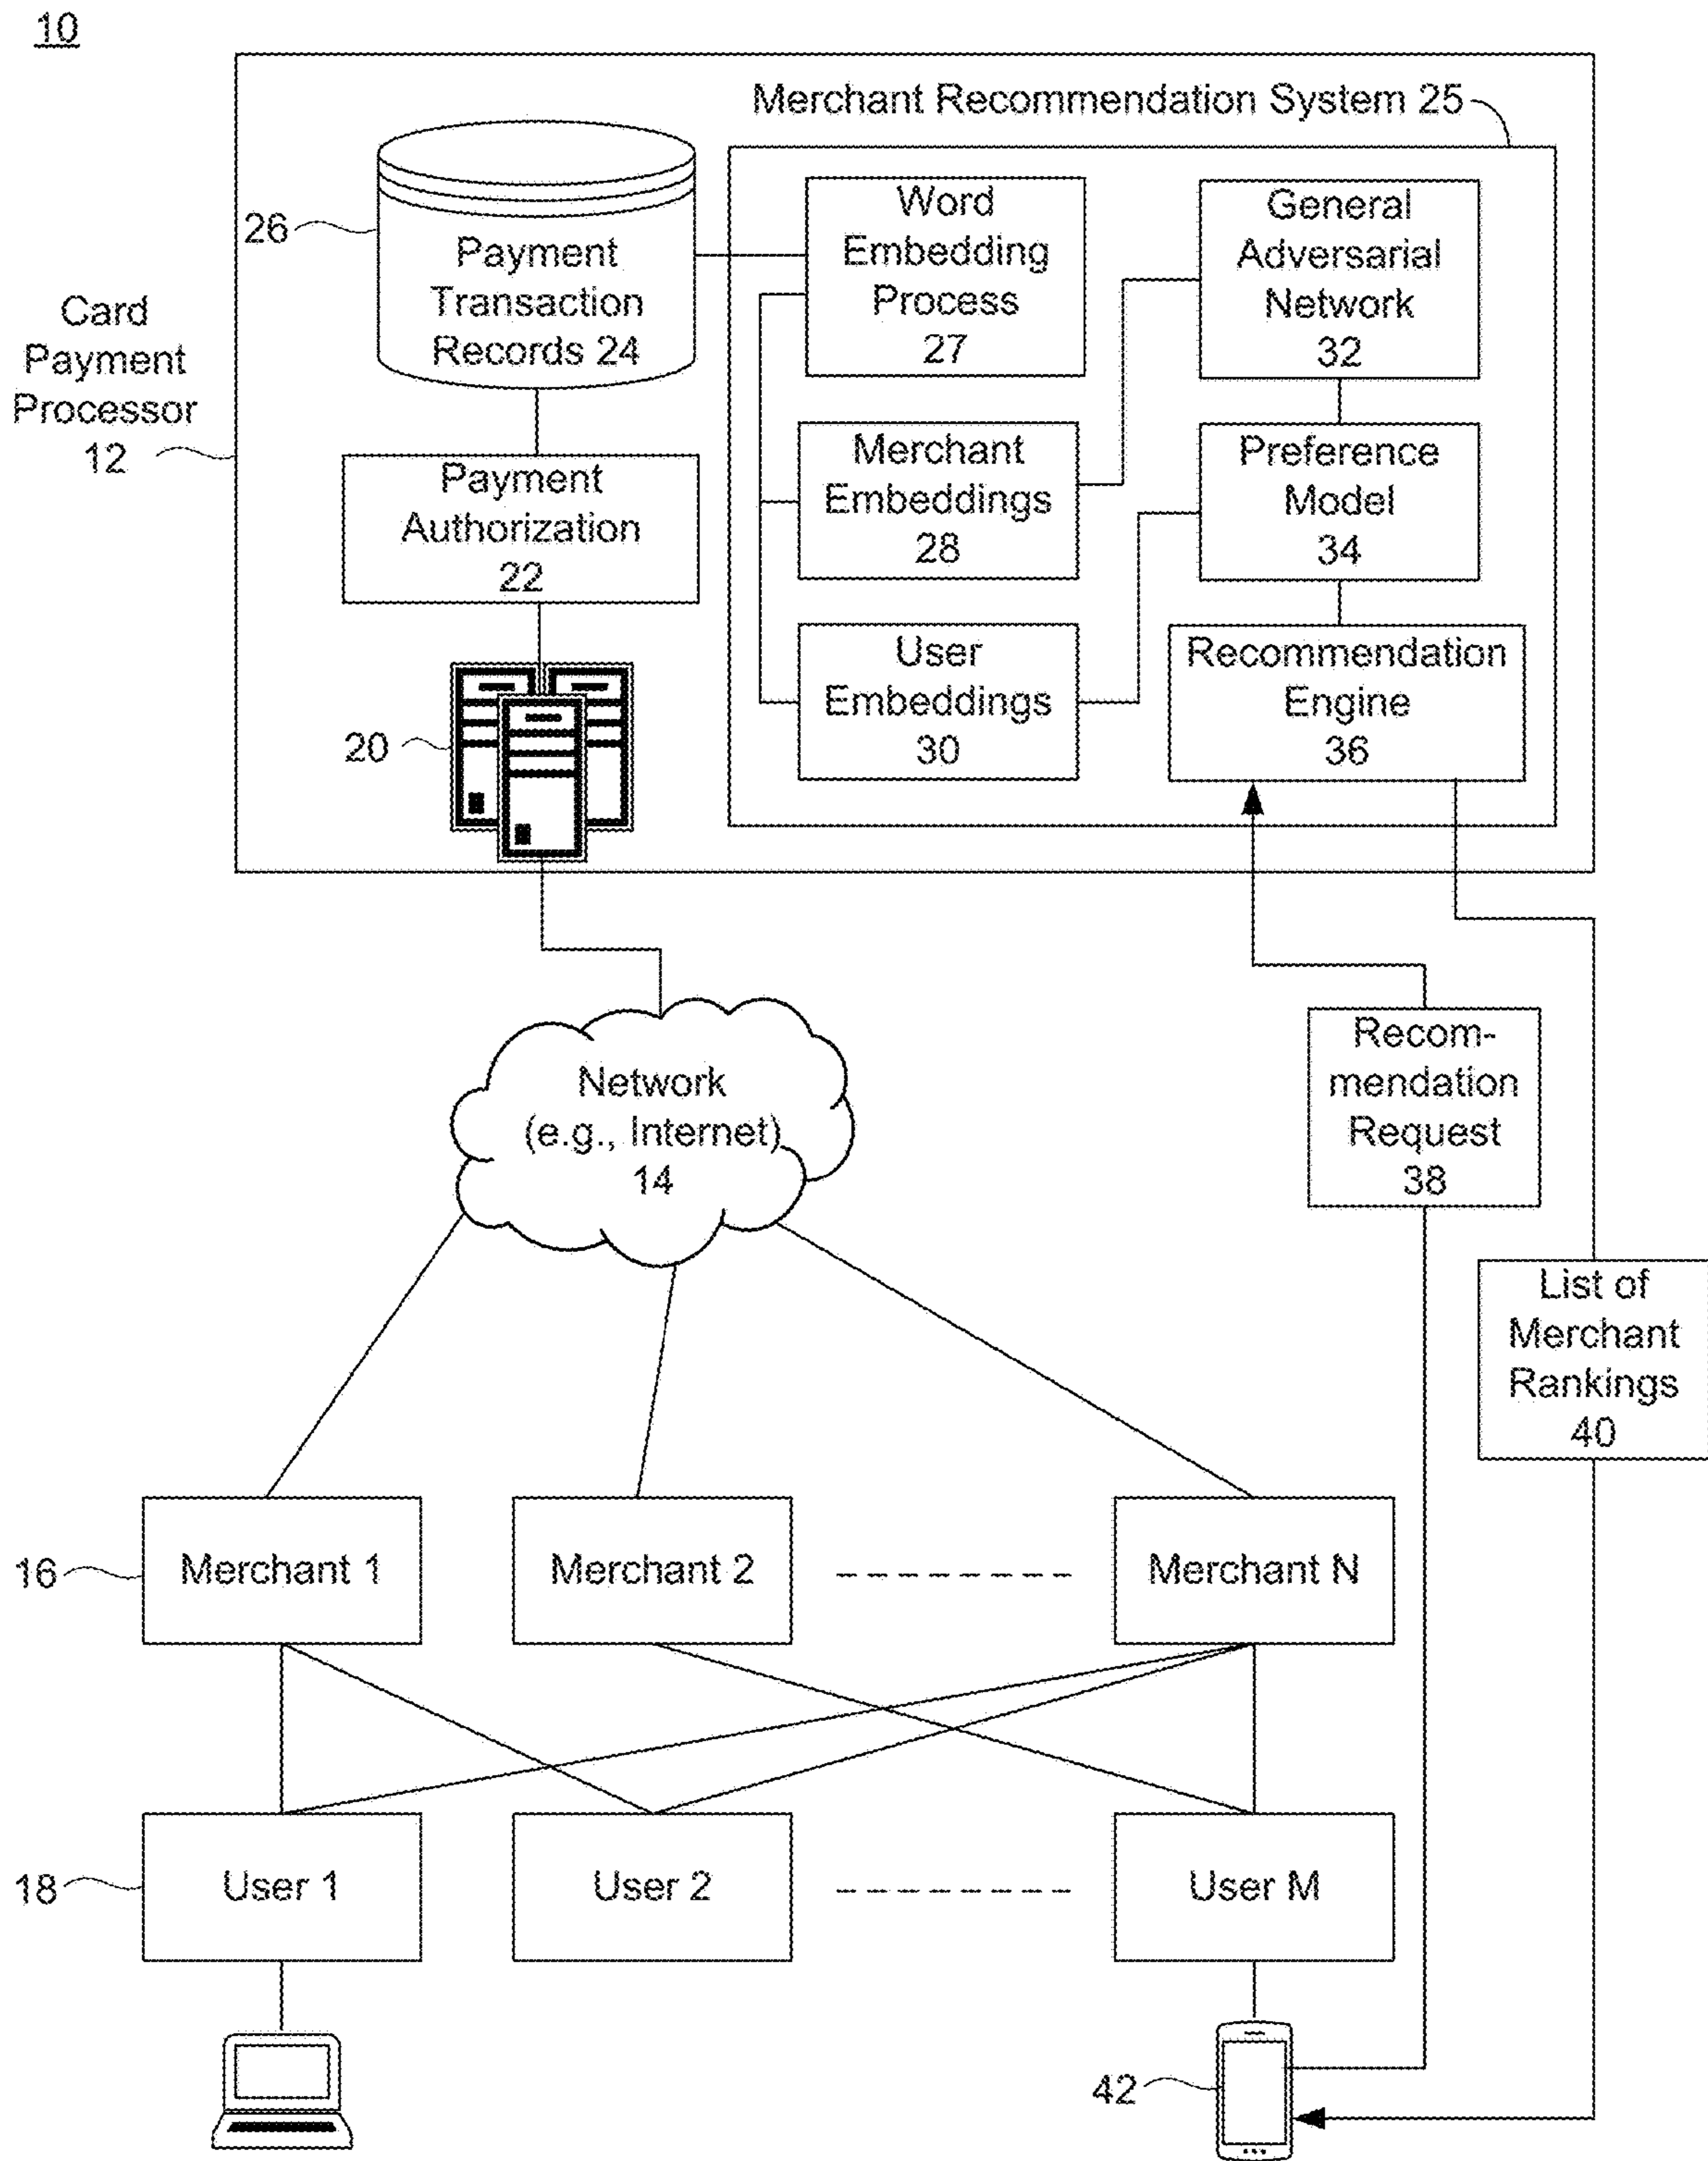 10
Merchant Recommendation System 25
26
Payment
Transaction
Records 24
Word
Embedding
Process
27
General
Adversarial
Network
32
Card
Payment
Processor
12
Payment
Authorization
22
Merchant
Embeddings
28
Preference
Model
34
20
User
Embeddings
30
Recommendation
Engine
36
Network
(e.g., Internet)
14
Recom-
mendation
Request
38
List of
Merchant
Rankings
40
16
Merchant 1
Merchant 2
Merchant N
18
User 1
User 2
User M
42